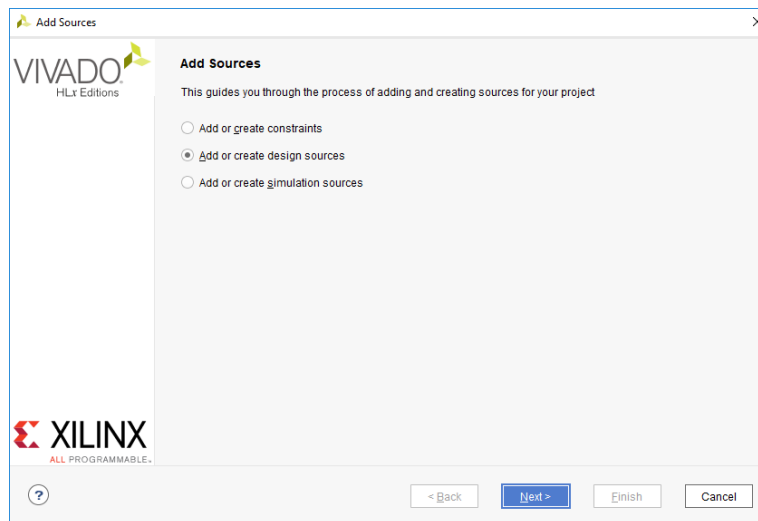 Add Sources
VIVADO
HLx Editions
Add Sources
This guides you through the process of adding and creating sources for your project
Add or create constraints
Add or create design sources
Add or create simulation sources
XILINX
ALL PROGRAMMABLE.
?
< Back
Next >
Finish
Cancel